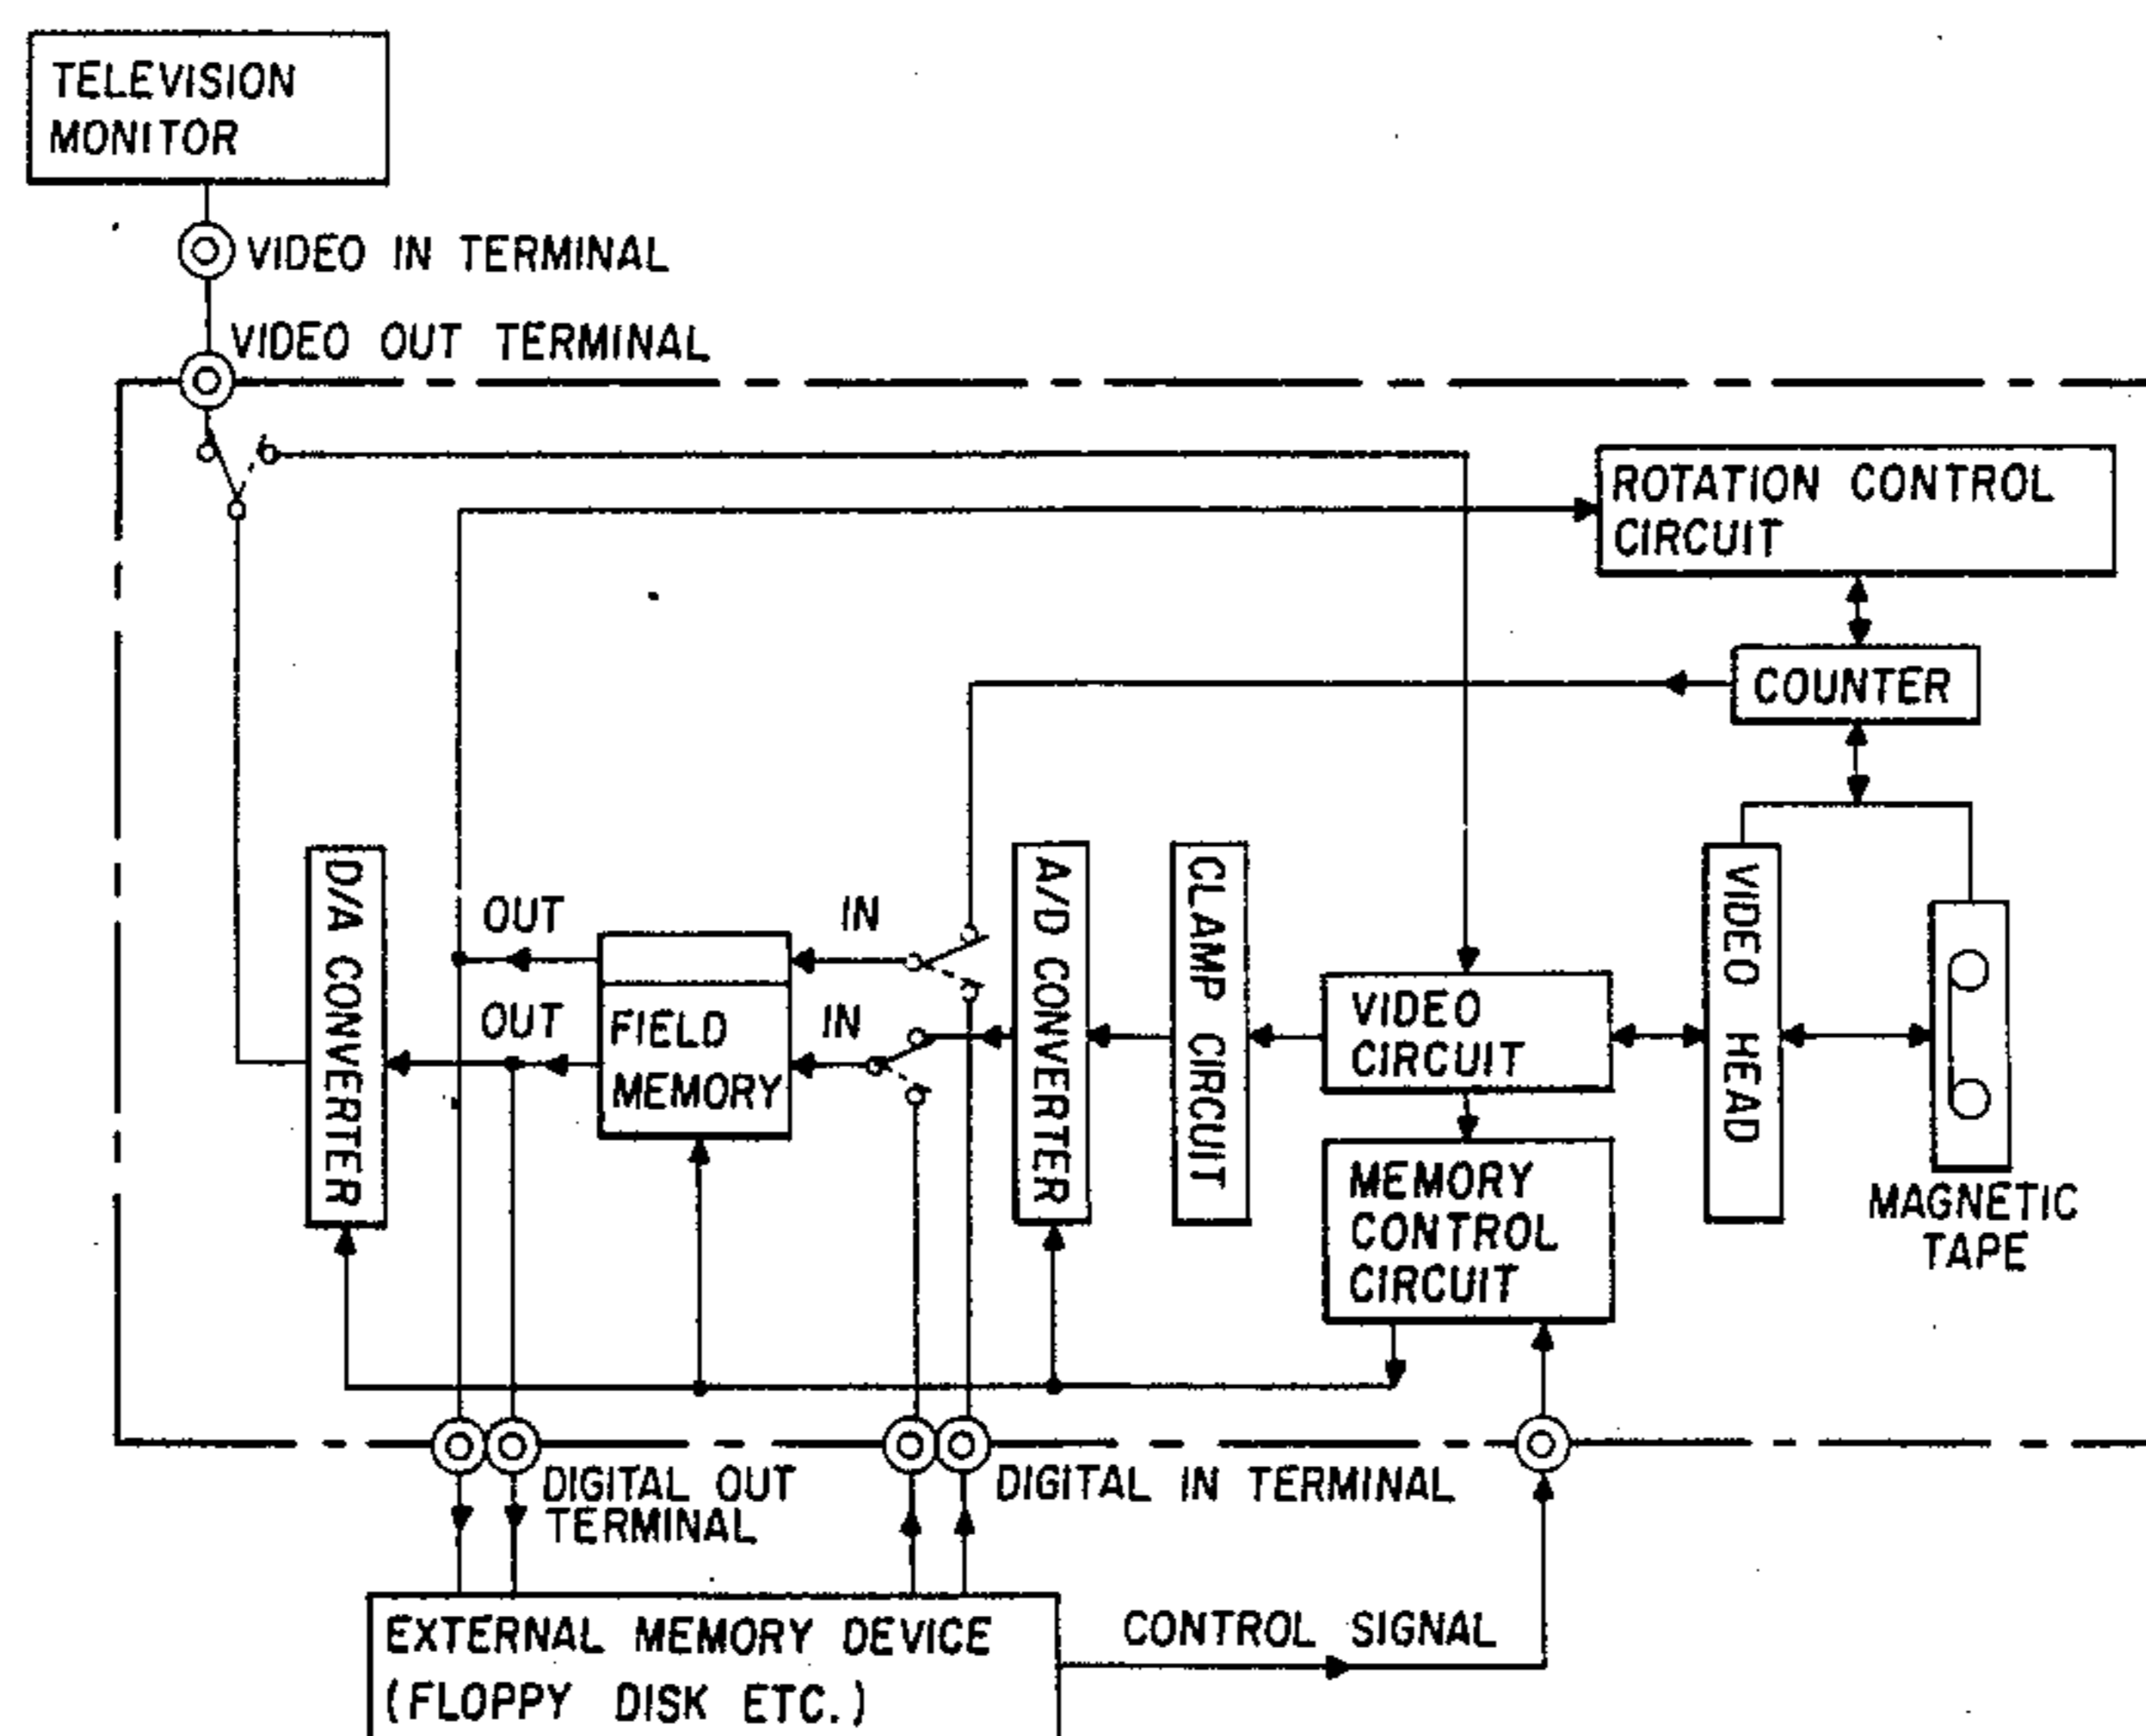 TELEVISION
MONITOR
VIDEO IN TERMINAL
VIDEO OUT TERMINAL
ROTATION CONTROL
CIRCUIT
COUNTER
D/A CONVERTER
OUT
IN
OUT
IN
FIELD
MEMORY
A/D CONVERTER
CLAMP CIRCUIT
VIDEO
CIRCUIT
VIDEO HEAD
MEMORY
CONTROL
CIRCUIT
MAGNETIC
TAPE
DIGITAL OUT
TERMINAL
DIGITAL IN TERMINAL
EXTERNAL MEMORY DEVICE
(FLOPPY DISK ETC.)
CONTROL SIGNAL